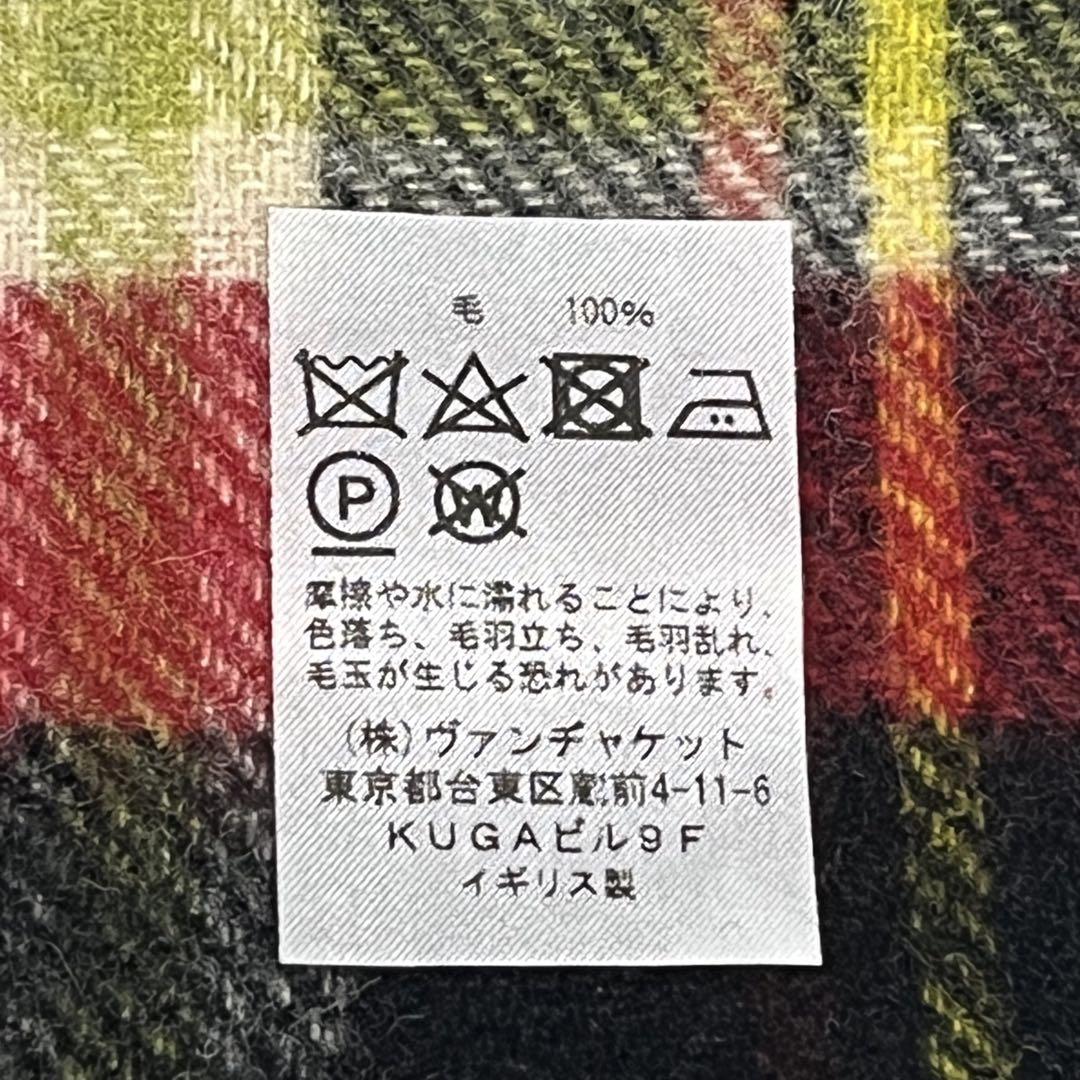 毛 100%
P W
摩擦や水に濡れることにより、
色落ち、毛羽立ち、毛羽乱れ、
毛玉が生じる恐れがあります。
(株)ヴァンヂャケット
東京都台東区蔵前4-11-6
KUGAビル9F
イギリス製